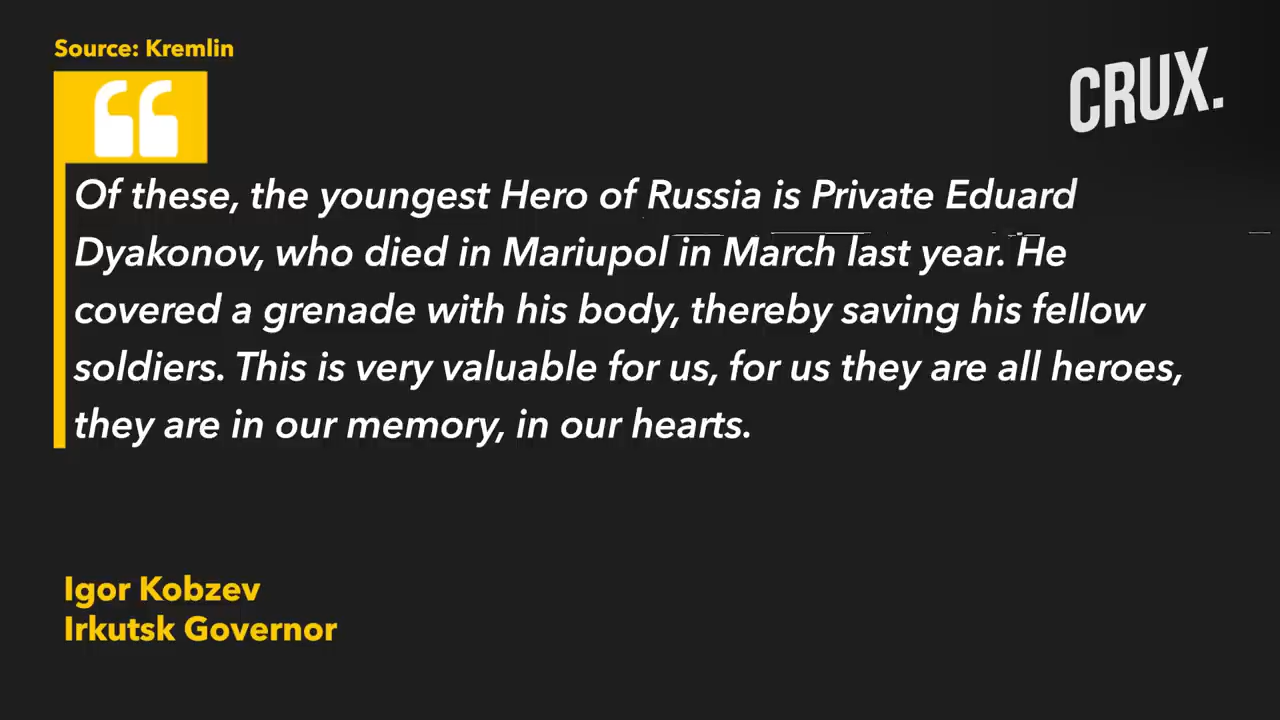 Source: Kremlin
CRUX.
“
Of these, the youngest Hero of Russia is Private Eduard
Dyakonov, who died in Mariupol in March last year. He
covered a grenade with his body, thereby saving his fellow
soldiers. This is very valuable for us, for us they are all heroes,
they are in our memory, in our hearts.
Igor Kobzev
Irkutsk Governor